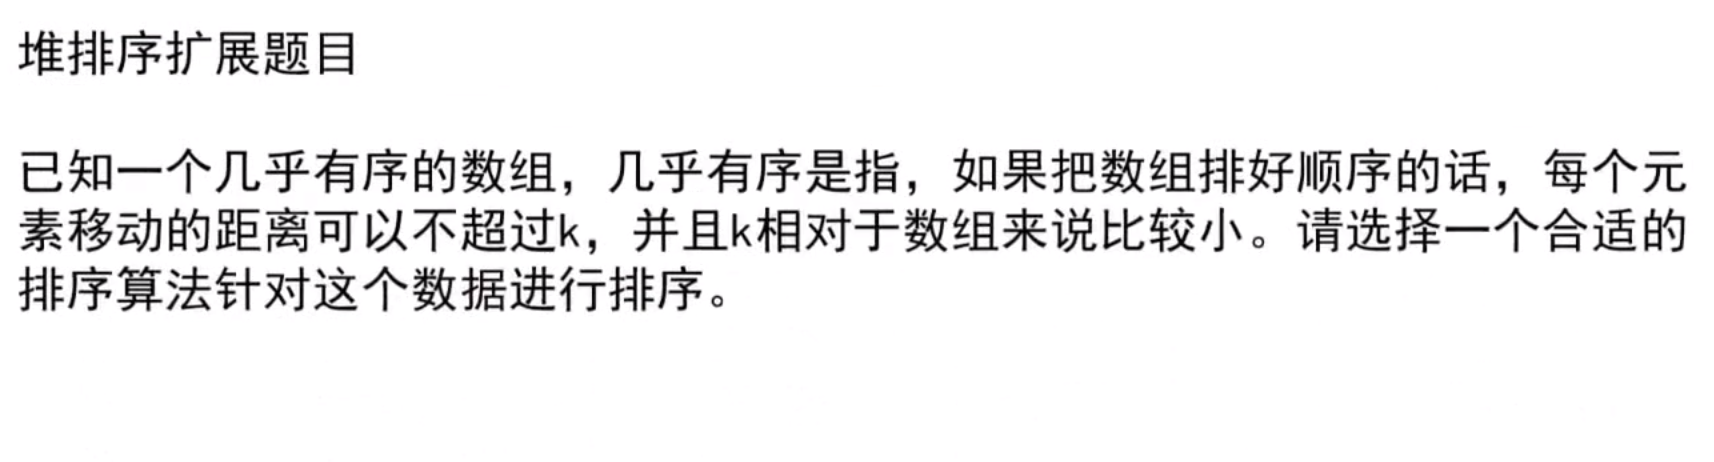 堆排序扩展题目
已知一个几乎有序的数组，几乎有序是指，如果把数组排好顺序的话，每个元
素移动的距离可以不超过k，并且k相对于数组来说比较小。请选择一个合适的
排序算法针对这个数据进行排序。